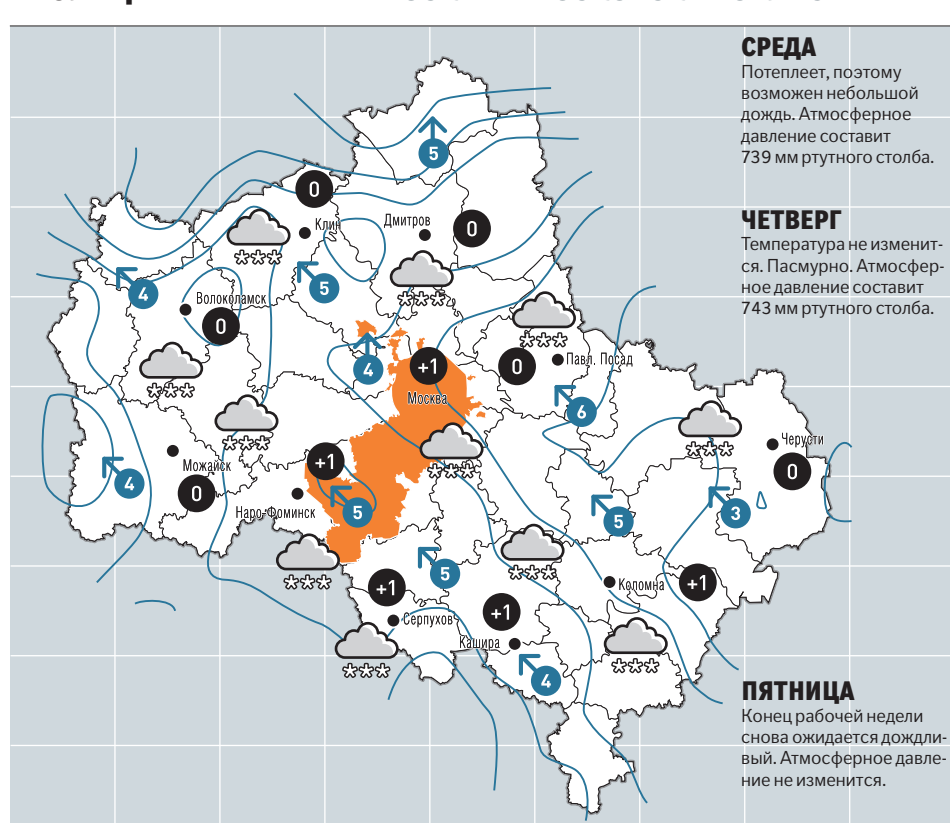 СРЕДА
Потеплеет, поэтому
возможен небольшой
дождь. Атмосферное
давление составит
739 мм ртутного столба.
ЧЕТВЕРГ
Температура не изменит-
ся. Пасмурно. Атмосфер-
ное давление составит
743 мм ртутного столба.
5
0
Клин
Дмитров
0
4
5
Волоколамск
0
4
+1
Москва
0
Павл. Посад
6
Можайск
4
0
+1
Наро-Фоминск
5
Черусти
0
5
3
5
+1
Серпухов
+1
Кашира
4
Коломна
+1
ПЯТНИЦА
Конец рабочей недели
снова ожидается дождли-
вый. Атмосферное давле-
ние не изменится.